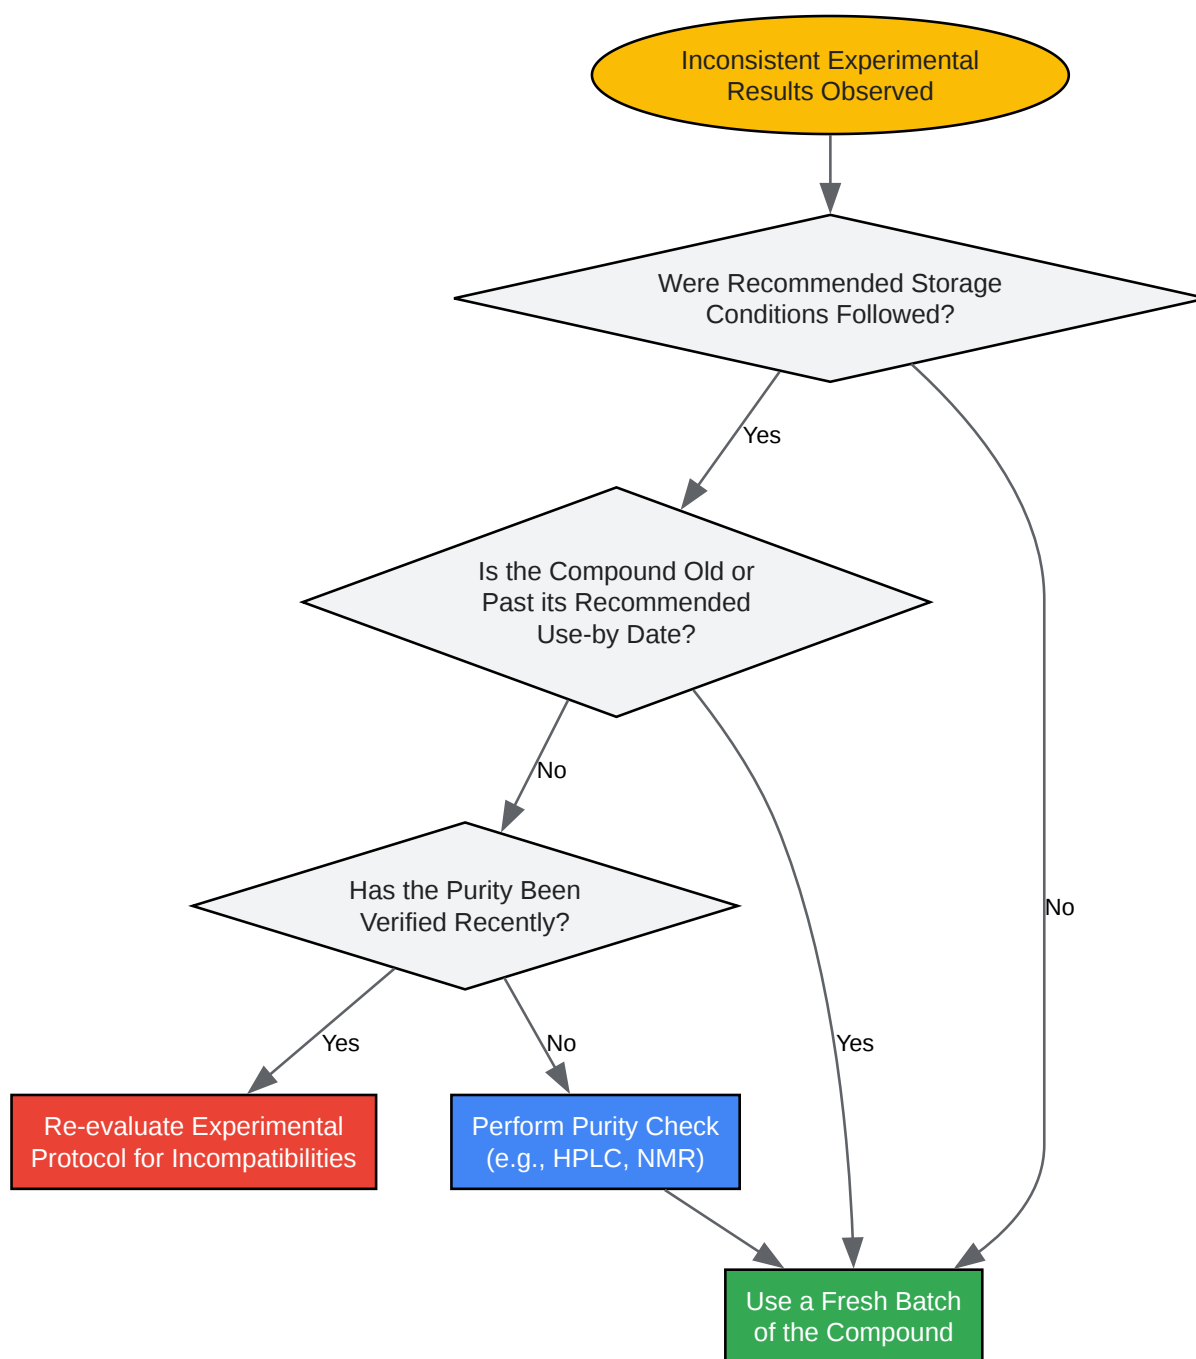 Inconsistent Experimental
Results Observed
Were Recommended Storage
Conditions Followed?
Yes
Is the Compound Old or
Past its Recommended
Use-by Date?
No
Has the Purity Been
Verified Recently?
No
Yes
No
Yes
Re-evaluate Experimental
Protocol for Incompatibilities
Perform Purity Check
(e.g., HPLC, NMR)
Use a Fresh Batch
of the Compound